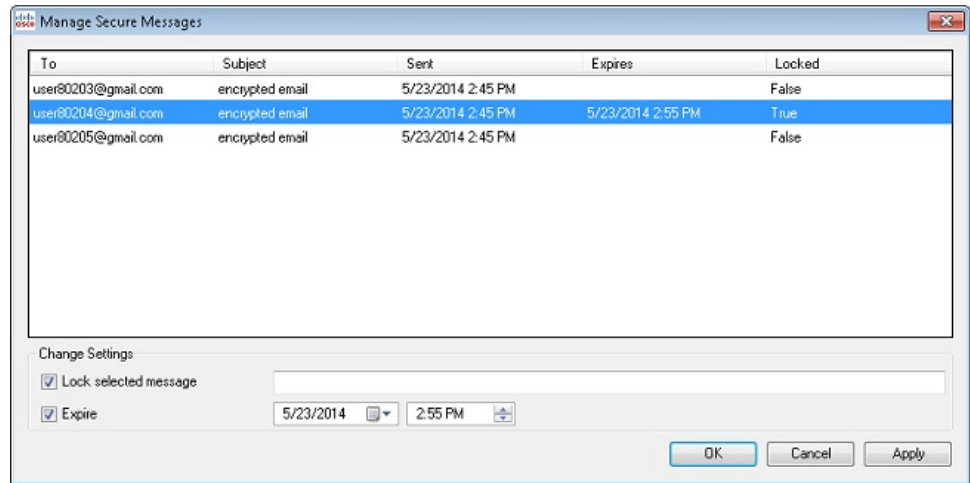 cisco Manage Secure Messages
To Subject Sent Expires Locked
user80203@gmail.com encrypted email 5/23/2014 2:45 PM False
user80204@gmail.com encrypted email 5/23/2014 2:45 PM 5/23/2014 2:55 PM True
user80205@gmail.com encrypted email 5/23/2014 2:45 PM False
Change Settings
Lock selected message
Expire 5/23/2014 2:55 PM
OK Cancel Apply